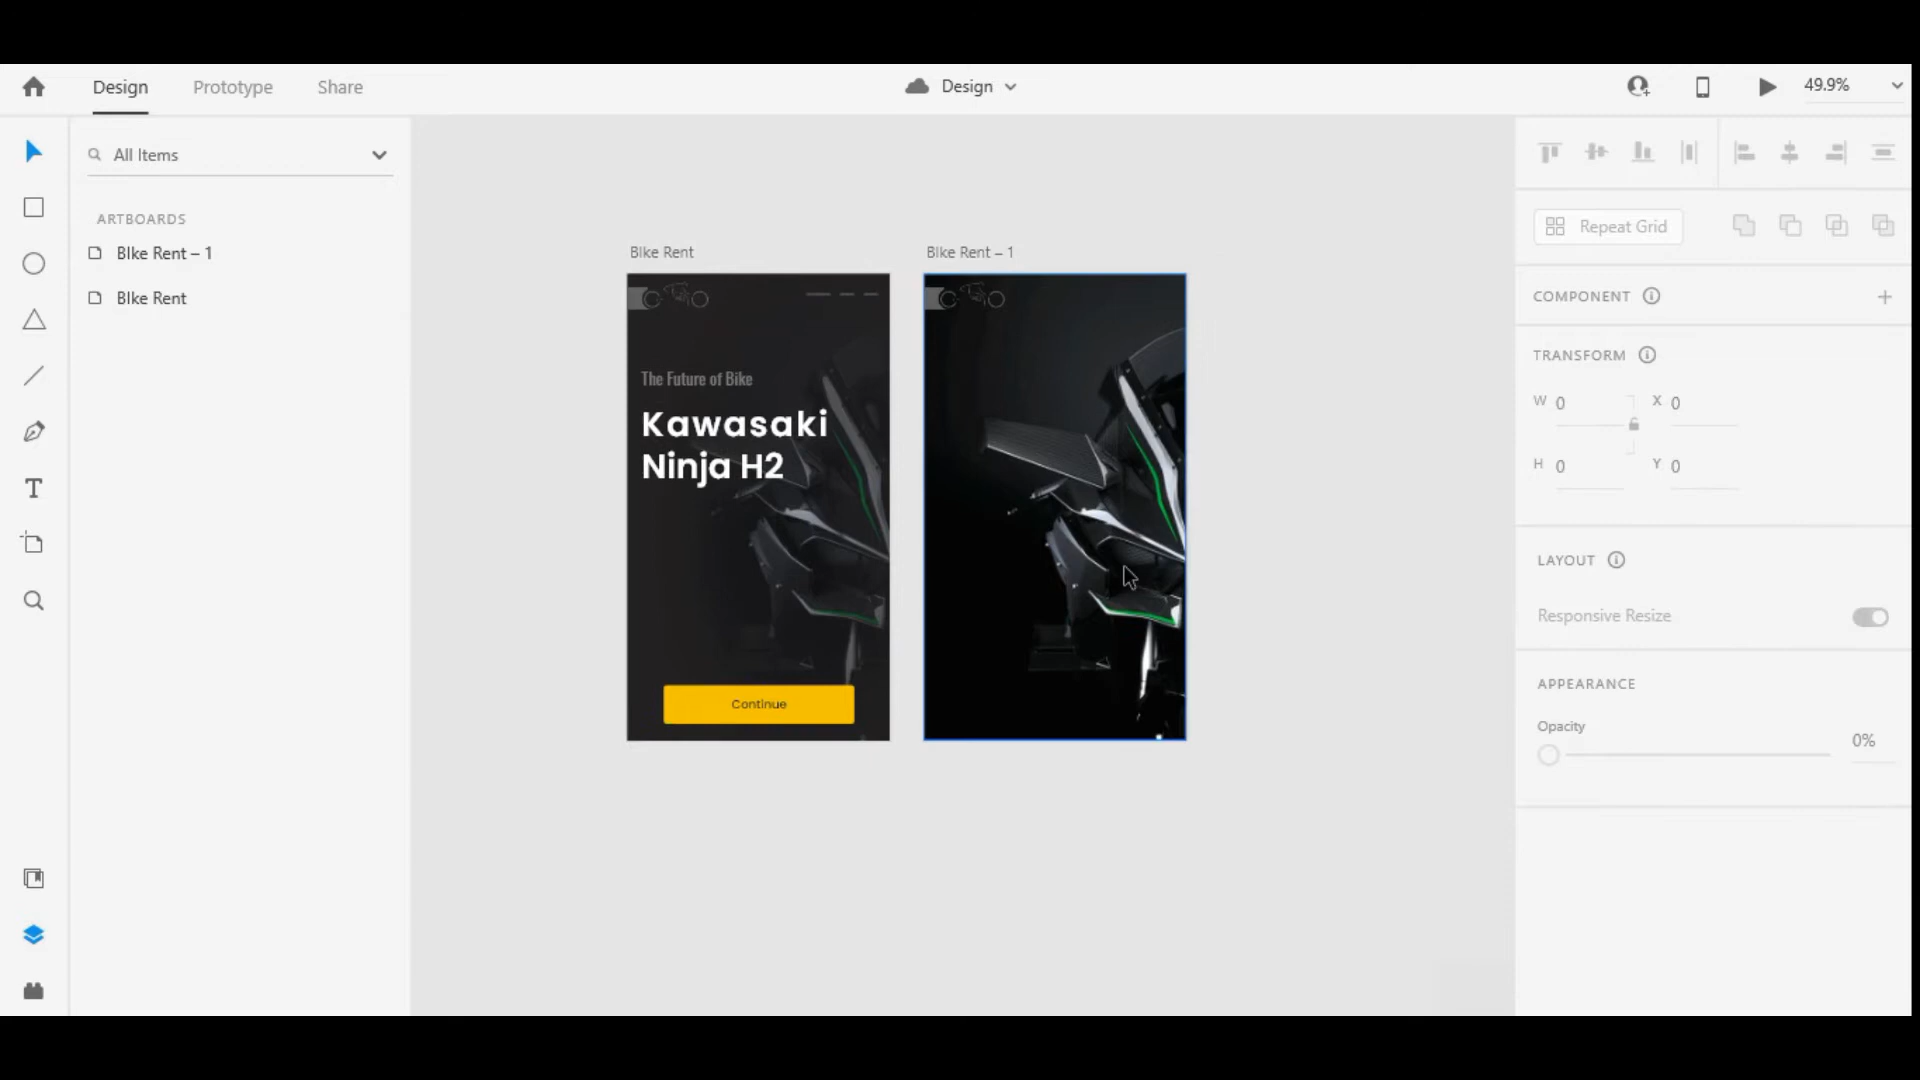 Design
Prototype
Share
Design
49.9%
All Items
ARTBOARDS
BIke Rent – 1
BIke Rent
BIke Rent
BIke Rent – 1
The Future of Bike
Kawasaki
Ninja H2
Continue
Repeat Grid
COMPONENT
TRANSFORM
W 0 X 0
H 0 Y 0
LAYOUT
Responsive Resize
APPEARANCE
Opacity
0%